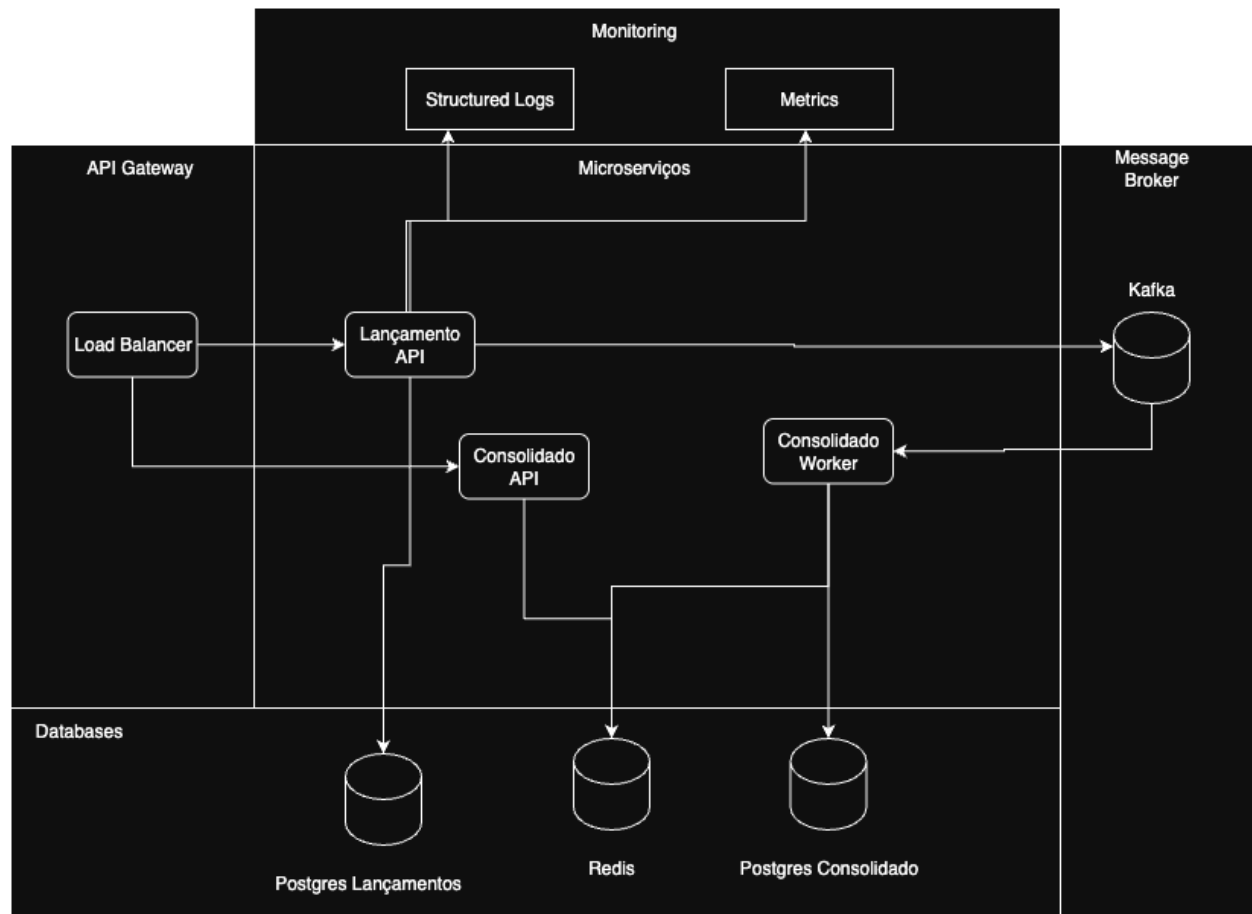 Monitoring
Structured Logs
Metrics
API Gateway
Microserviços
Message
Broker
Kafka
Load Balancer
Lançamento
API
Consolidado
API
Consolidado
Worker
Databases
Postgres Lançamentos
Redis
Postgres Consolidado